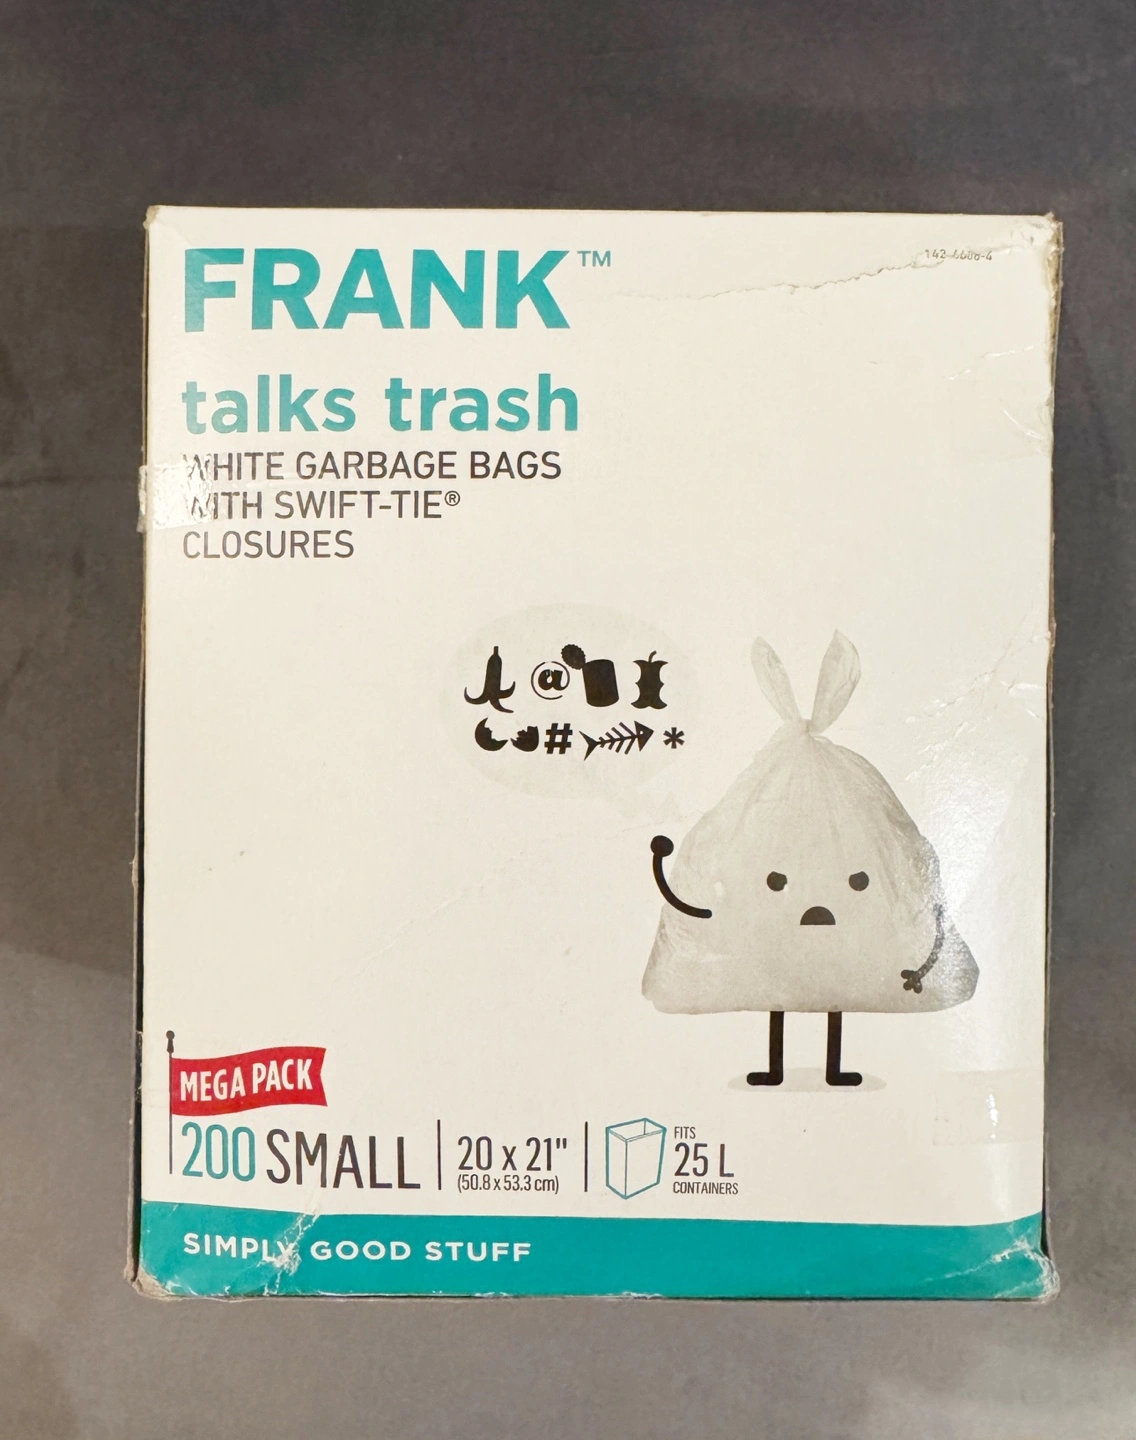 FRANK™
talks trash
WHITE GARBAGE BAGS
WITH SWIFT-TIE®
CLOSURES
@
#
*
MEGA PACK
200 SMALL
20 x 21"
(50.8 x 53.3 cm)
FITS
25 L
CONTAINERS
SIMPLY GOOD STUFF